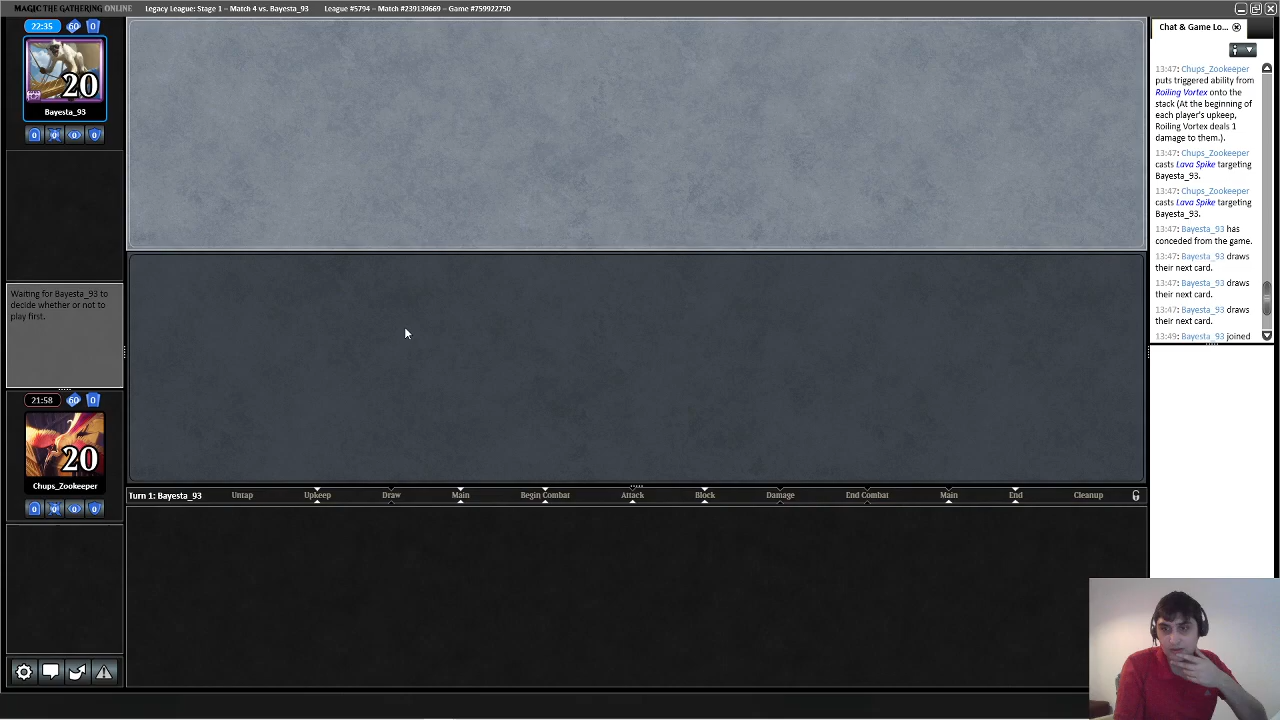 MAGIC THE GATHERING ONLINE
Legacy League: Stage 1 – Match 4 vs. Bayesta_93
League #5794 – Match #239139669 – Game #759922750
22:35 60 0
20
Bayesta_93
0 0 0 0
Waiting for Bayesta_93 to
decide whether or not to
play first.
21:58 60 0
20
Chups_Zookeeper
0 0 0 0
Turn 1: Bayesta_93 Untap Upkeep Draw Main Begin Combat Attack Block Damage End Combat Main End Cleanup
Chat & Game Lo...
13:47: Chups_Zookeeper
puts triggered ability from
Roiling Vortex onto the
stack (At the beginning of
each player's upkeep,
Roiling Vortex deals 1
damage to them.).
13:47: Chups_Zookeeper
casts Lava Spike targeting
Bayesta_93.
13:47: Chups_Zookeeper
casts Lava Spike targeting
Bayesta_93.
13:47: Bayesta_93 has
conceded from the game.
13:47: Bayesta_93 draws
their next card.
13:47: Bayesta_93 draws
their next card.
13:47: Bayesta_93 draws
their next card.
13:49: Bayesta_93 joined